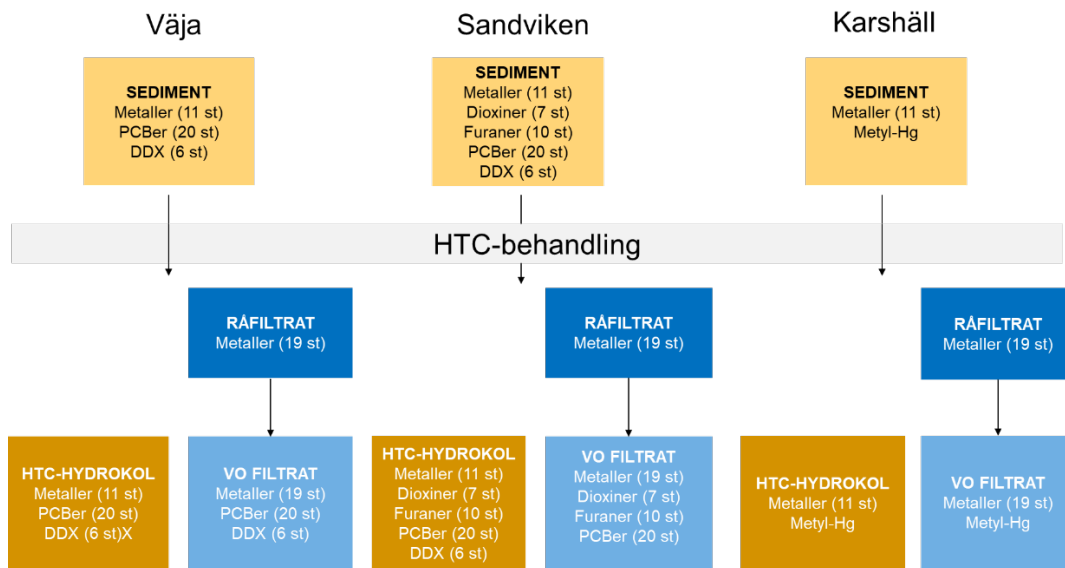 Väja
Sandviken
Karshäll
SEDIMENT
Metaller (11 st)
PCBer (20 st)
DDX (6 st)
SEDIMENT
Metaller (11 st)
Dioxiner (7 st)
Furaner (10 st)
PCBer (20 st)
DDX (6 st)
SEDIMENT
Metaller (11 st)
Metyl-Hg
HTC-behandling
RÅFILTRAT
Metaller (19 st)
RÅFILTRAT
Metaller (19 st)
RÅFILTRAT
Metaller (19 st)
HTC-HYDROKOL
Metaller (11 st)
PCBer (20 st)
DDX (6 st)X
VO FILTRAT
Metaller (19 st)
PCBer (20 st)
DDX (6 st)
HTC-HYDROKOL
Metaller (11 st)
Dioxiner (7 st)
Furaner (10 st)
PCBer (20 st)
DDX (6 st)
VO FILTRAT
Metaller (19 st)
Dioxiner (7 st)
Furaner (10 st)
PCBer (20 st)
HTC-HYDROKOL
Metaller (11 st)
Metyl-Hg
VO FILTRAT
Metaller (19 st)
Metyl-Hg